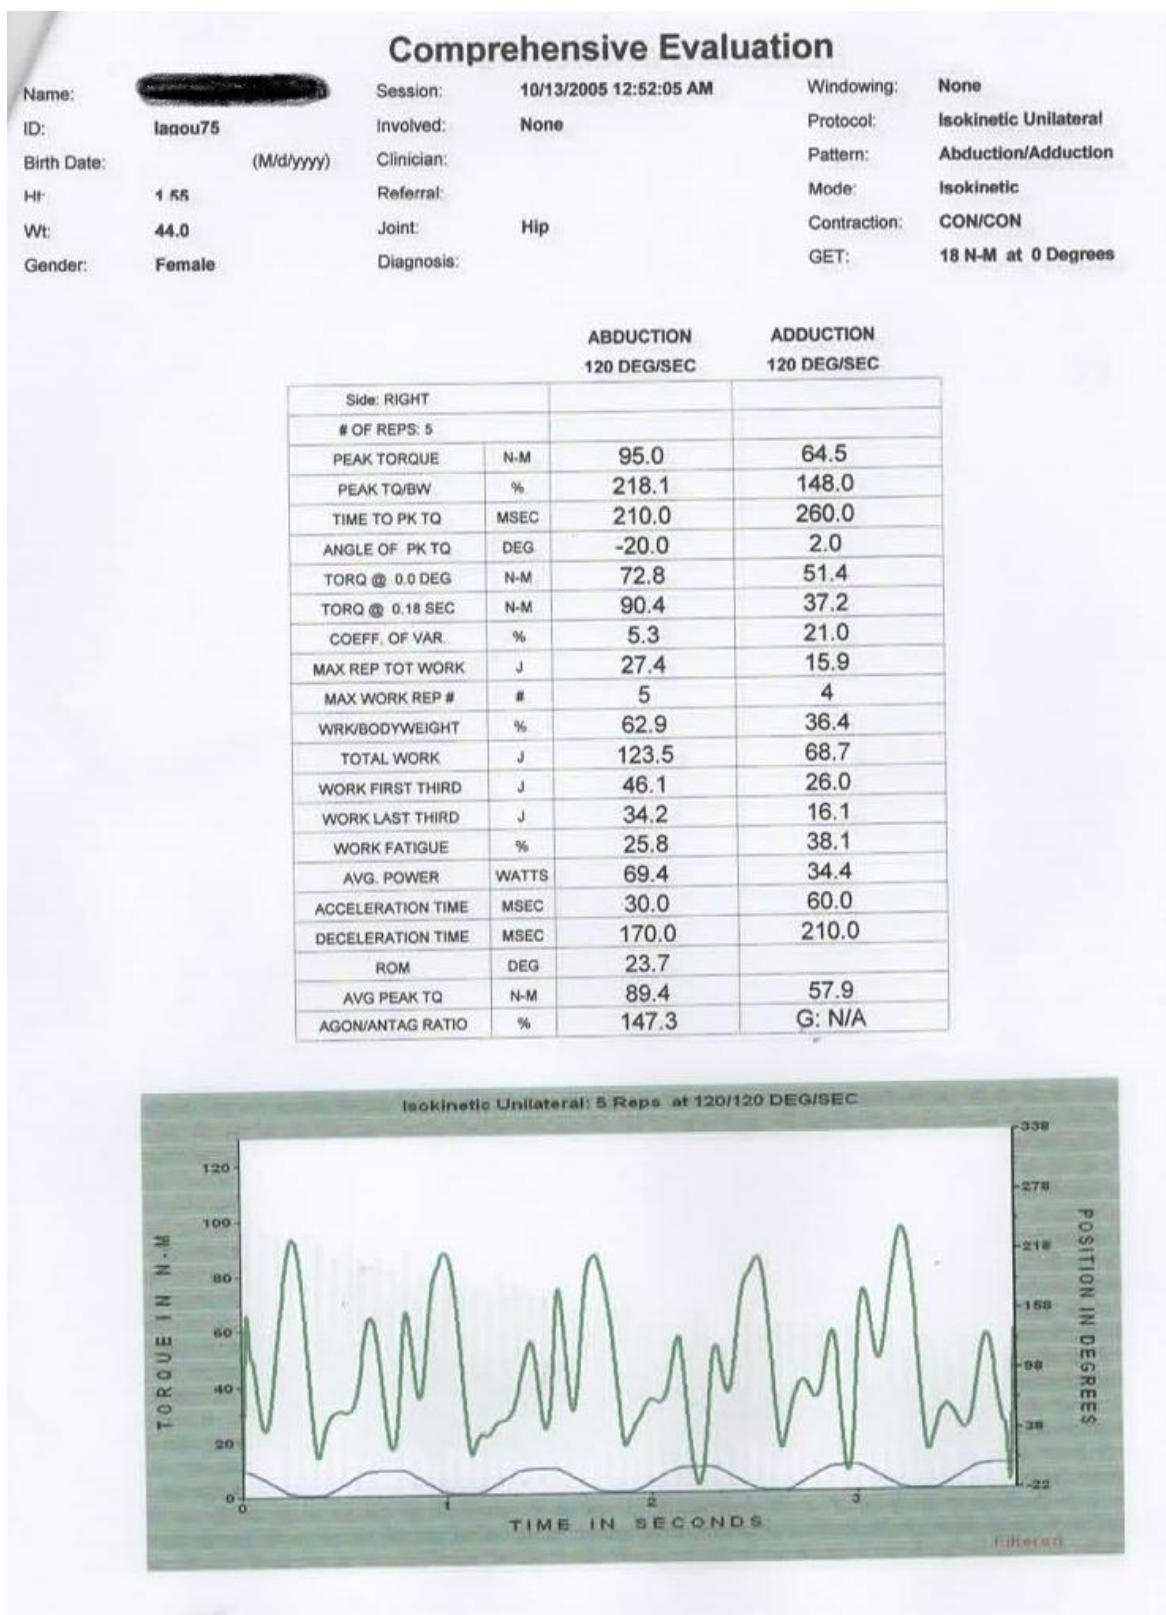 Comprehensive Evaluation
Name: Session: 10/13/2005 12:52:05 AM Windowing: None
ID: lagou75 Involved: None Protocol: Isokinetic Unilateral
Birth Date: (M/d/yyyy) Clinician: Pattern: Abduction/Adduction
Ht: 1.55 Referral: Mode: Isokinetic
Wt: 44.0 Joint: Hip Contraction: CON/CON
Gender: Female Diagnosis: GET: 18 N-M at 0 Degrees
ABDUCTION ADDUCTION
120 DEG/SEC 120 DEG/SEC
Side: RIGHT
# OF REPS: 5
PEAK TORQUE N-M 95.0 64.5
PEAK TQ/BW % 218.1 148.0
TIME TO PK TQ MSEC 210.0 260.0
ANGLE OF PK TQ DEG -20.0 2.0
TORQ @ 0.0 DEG N-M 72.8 51.4
TORQ @ 0.18 SEC N-M 90.4 37.2
COEFF. OF VAR. % 5.3 21.0
MAX REP TOT WORK J 27.4 15.9
MAX WORK REP # # 5 4
WRK/BODYWEIGHT % 62.9 36.4
TOTAL WORK J 123.5 68.7
WORK FIRST THIRD J 46.1 26.0
WORK LAST THIRD J 34.2 16.1
WORK FATIGUE % 25.8 38.1
AVG. POWER WATTS 69.4 34.4
ACCELERATION TIME MSEC 30.0 60.0
DECELERATION TIME MSEC 170.0 210.0
ROM DEG 23.7
AVG PEAK TQ N-M 89.4 57.9
AGON/ANTAG RATIO % 147.3 G: N/A
Isokinetic Unilateral: 5 Reps at 120/120 DEG/SEC
TORQUE IN N-M
120
100
80
60
40
20
0
0 1 2 3
TIME IN SECONDS
338
278
218
158
98
38
-22
POSITION IN DEGREES
Filtered